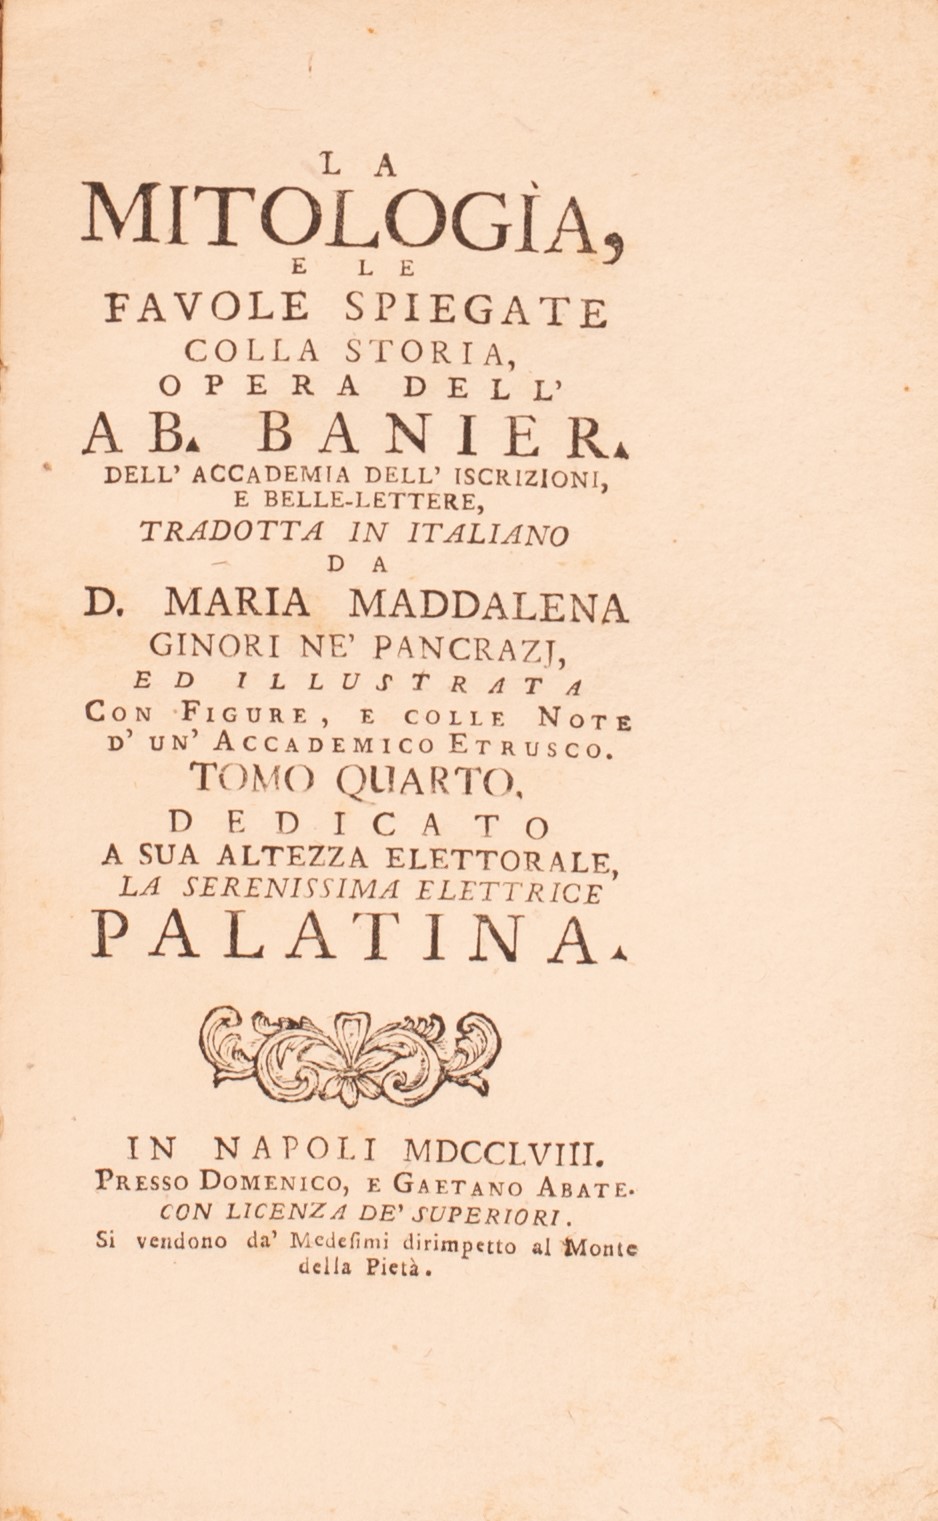 LA
MITOLOGÌA,
E LE
FAVOLE SPIEGATE
COLLA STORIA,
OPERA DELL'
AB. BANIER.
DELL' ACCADEMIA DELL' ISCRIZIONI,
E BELLE-LETTERE,
TRADOTTA IN ITALIANO
DA
D. MARIA MADDALENA
GINORI NE' PANCRAZJ,
ED ILLUSTRATA
CON FIGURE, E COLLE NOTE
D' UN' ACCADEMICO ETRUSCO.
TOMO QUARTO,
DEDICATO
A SUA ALTEZZA ELETTORALE,
LA SERENISSIMA ELETTRICE
PALATINA.
IN NAPOLI MDCCLVIII.
PRESSO DOMENICO, E GAETANO ABATE.
CON LICENZA DE' SUPERIORI.
Si vendono da' Medeſimi dirimpetto al Monte
della Pietà.